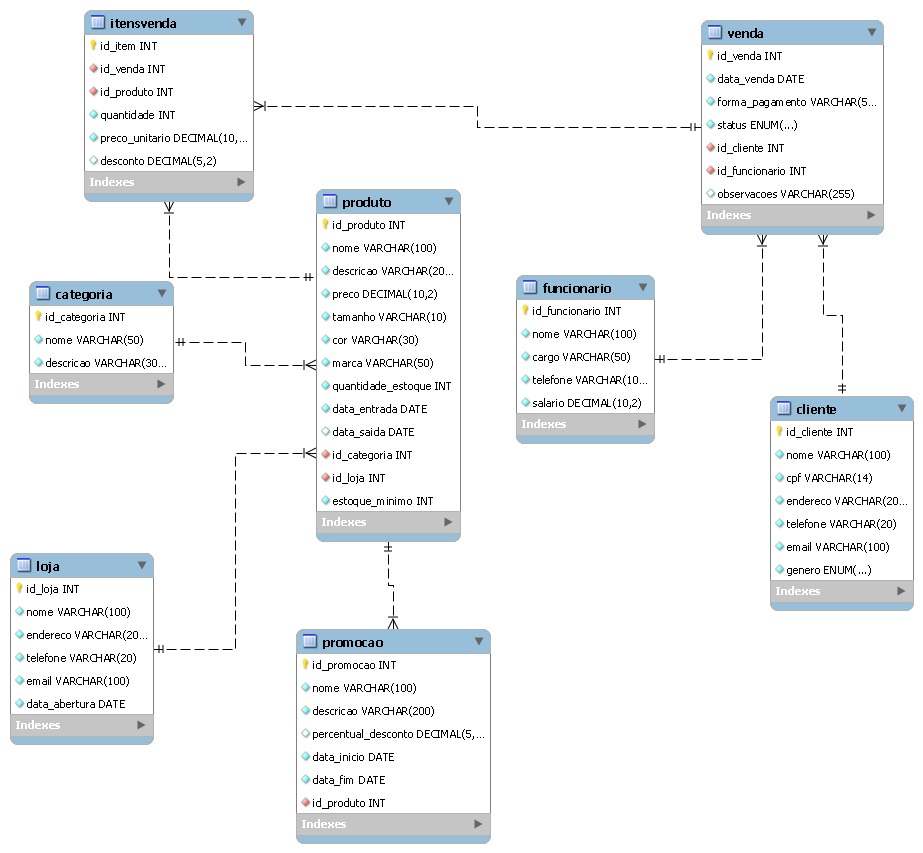 itensvenda
id_item INT
id_venda INT
id_produto INT
quantidade INT
preco_unitario DECIMAL(10,...
desconto DECIMAL(5,2)
Indexes
venda
id_venda INT
data_venda DATE
forma_pagamento VARCHAR(5...
status ENUM(...)
id_cliente INT
id_funcionario INT
observacoes VARCHAR(255)
Indexes
produto
id_produto INT
nome VARCHAR(100)
descricao VARCHAR(20...
preco DECIMAL(10,2)
tamanho VARCHAR(10)
cor VARCHAR(30)
marca VARCHAR(50)
quantidade_estoque INT
data_entrada DATE
data_saida DATE
id_categoria INT
id_loja INT
estoque_minimo INT
Indexes
categoria
id_categoria INT
nome VARCHAR(50)
descricao VARCHAR(30...
Indexes
funcionario
id_funcionario INT
nome VARCHAR(100)
cargo VARCHAR(50)
telefone VARCHAR(10...
salario DECIMAL(10,2)
Indexes
cliente
id_cliente INT
nome VARCHAR(100)
cpf VARCHAR(14)
endereco VARCHAR(20...
telefone VARCHAR(20)
email VARCHAR(100)
genero ENUM(...)
Indexes
loja
id_loja INT
nome VARCHAR(100)
endereco VARCHAR(20...
telefone VARCHAR(20)
email VARCHAR(100)
data_abertura DATE
Indexes
promocao
id_promocao INT
nome VARCHAR(100)
descricao VARCHAR(200)
percentual_desconto DECIMAL(5,...
data_inicio DATE
data_fim DATE
id_produto INT
Indexes